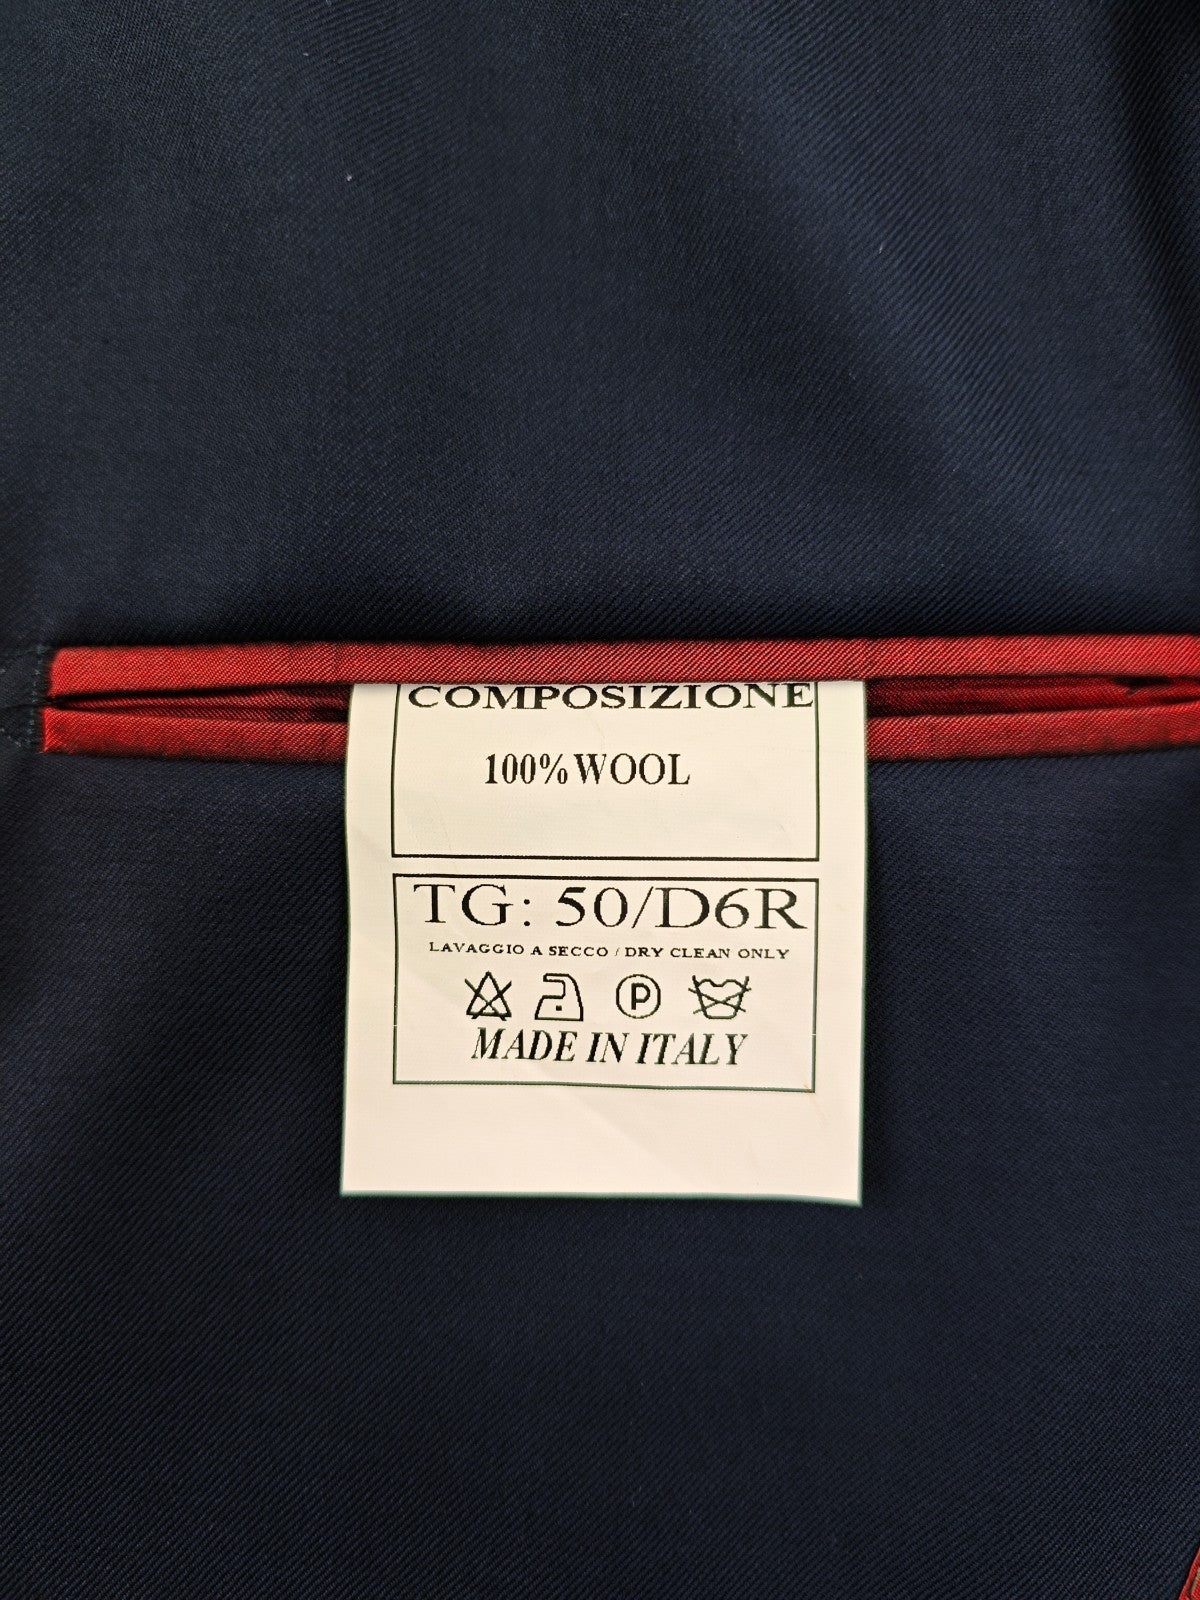 COMPOSIZIONE
100%WOOL
TG: 50/D6R
LAVAGGIO A SECCO / DRY CLEAN ONLY
P
MADE IN ITALY